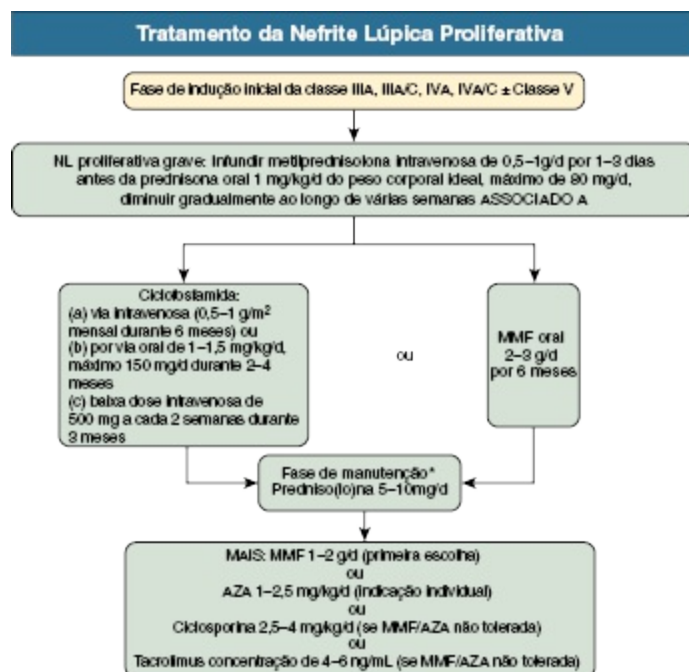 Tratamento da Nefrite Lúpica Proliferativa
Fase de indução inicial da classe IIIA, IIIA/C, IVA, IVA/C ± Classe V
NL proliferativa grave: Infundir metilprednisolona intravenosa de 0,5–1g/d por 1–3 dias
antes da prednisona oral 1 mg/kg/d do peso corporal ideal, máximo de 80 mg/d,
diminuir gradualmente ao longo de várias semanas ASSOCIADO A
Ciclofosfamida:
(a) via intravenosa (0,5–1 g/m²
mensal durante 6 meses) ou
(b) por via oral de 1–1,5 mg/kg/d,
máximo 150 mg/d durante 2–4
meses
(c) baixa dose intravenosa de
500 mg a cada 2 semanas durante
3 meses
ou
MMF oral
2–3 g/d
por 6 meses
Fase de manutenção*
Predniso(lo)na 5–10mg/d
MAIS: MMF 1–2 g/d (primeira escolha)
ou
AZA 1–2,5 mg/kg/d (indicação individual)
ou
Ciclosporina 2,5–4 mg/kg/d (se MMF/AZA não tolerada)
ou
Tacrolimus concentração de 4–6 ng/mL (se MMF/AZA não tolerada)